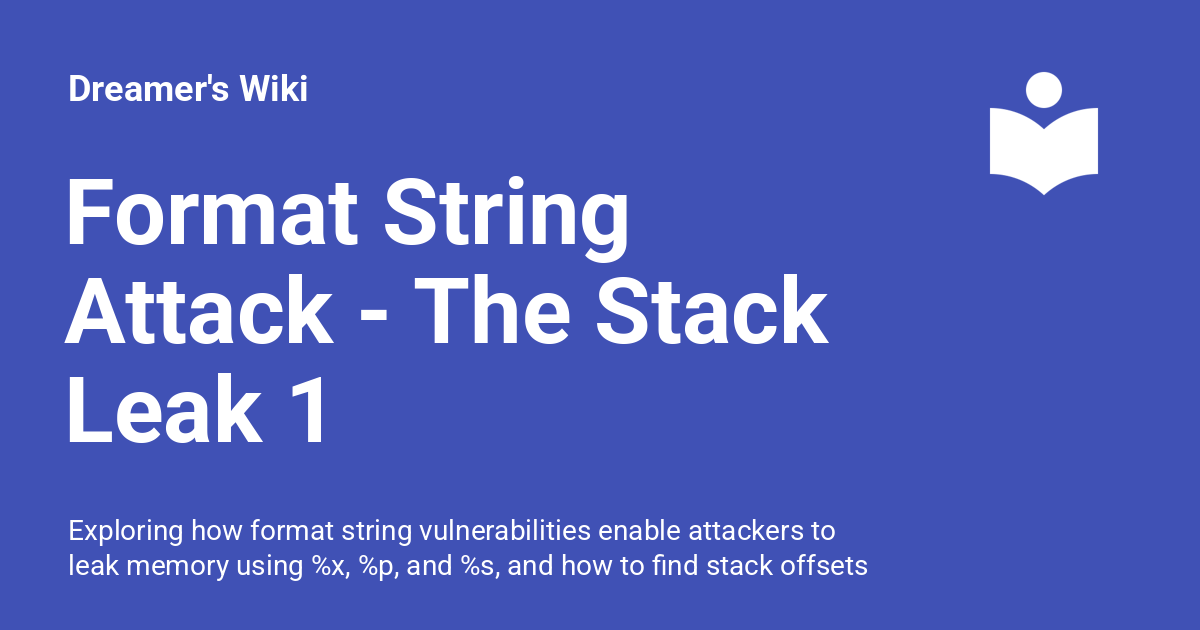 Dreamer's Wiki
Format String
Attack - The Stack
Leak 1
Exploring how format string vulnerabilities enable attackers to
leak memory using %x, %p, and %s, and how to find stack offsets